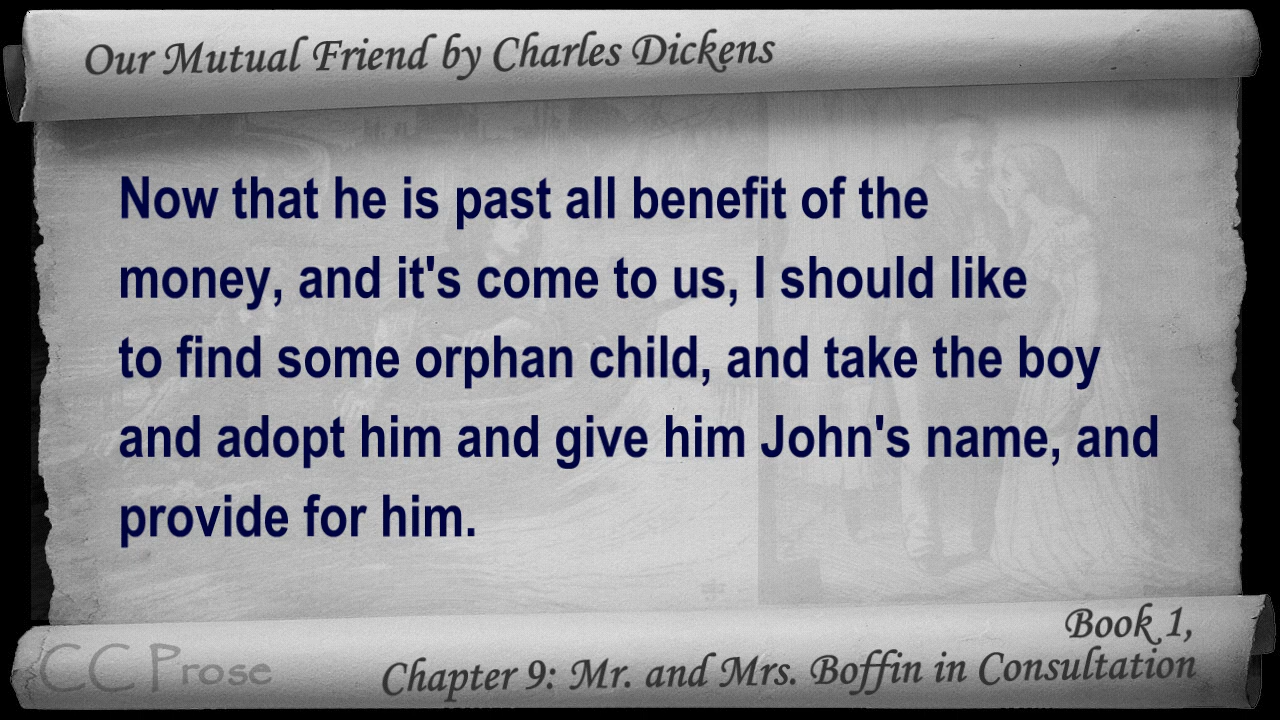 Our Mutual Friend by Charles Dickens
Now that he is past all benefit of the
money, and it's come to us, I should like
to find some orphan child, and take the boy
and adopt him and give him John's name, and
provide for him.
Book 1,
CC Prose
Chapter 9: Mr. and Mrs. Boffin in Consultation